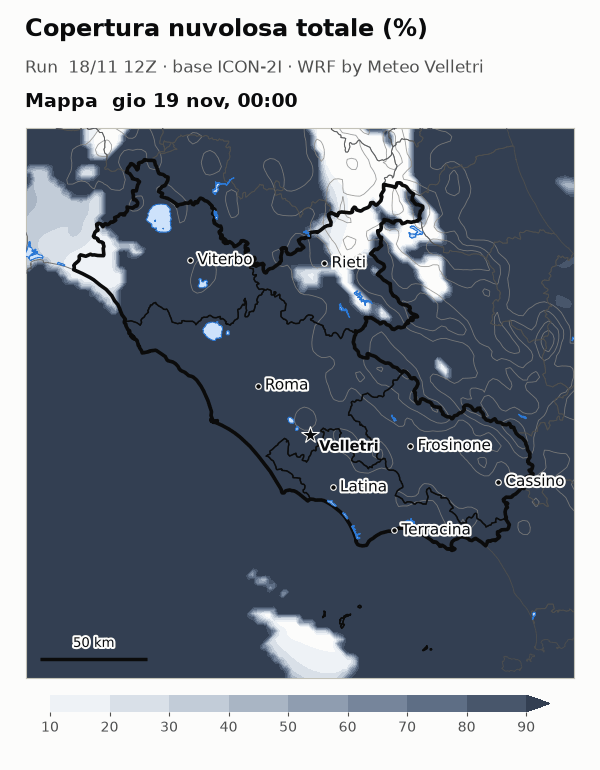 Copertura nuvolosa totale (%)
Run  18/11 12Z · base ICON-2I · WRF by Meteo Velletri
Mappa  gio 19 nov, 00:00
Viterbo
Rieti
Roma
Velletri
Frosinone
Cassino
Latina
Terracina
50 km
10 20 30 40 50 60 70 80 90